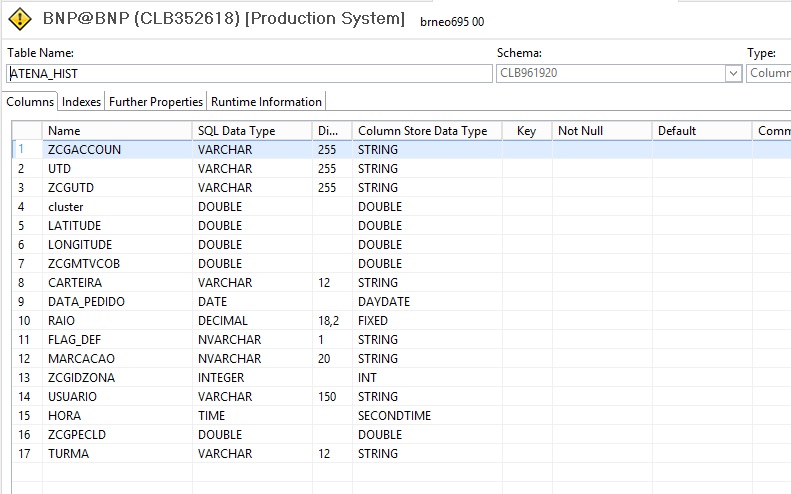 BNP@BNP (CLB352618) [Production System] brneo695 00
Table Name: Schema: Type:
ATENA_HIST CLB961920 Column
Columns Indexes Further Properties Runtime Information
Name SQL Data Type Di... Column Store Data Type Key Not Null Default Comm
1 ZCGACCOUN VARCHAR 255 STRING
2 UTD VARCHAR 255 STRING
3 ZCGUTD VARCHAR 255 STRING
4 cluster DOUBLE DOUBLE
5 LATITUDE DOUBLE DOUBLE
6 LONGITUDE DOUBLE DOUBLE
7 ZCGMTVCOB DOUBLE DOUBLE
8 CARTEIRA VARCHAR 12 STRING
9 DATA_PEDIDO DATE DAYDATE
10 RAIO DECIMAL 18,2 FIXED
11 FLAG_DEF NVARCHAR 1 STRING
12 MARCACAO NVARCHAR 20 STRING
13 ZCGIDZONA INTEGER INT
14 USUARIO VARCHAR 150 STRING
15 HORA TIME SECONDTIME
16 ZCGPECLD DOUBLE DOUBLE
17 TURMA VARCHAR 12 STRING